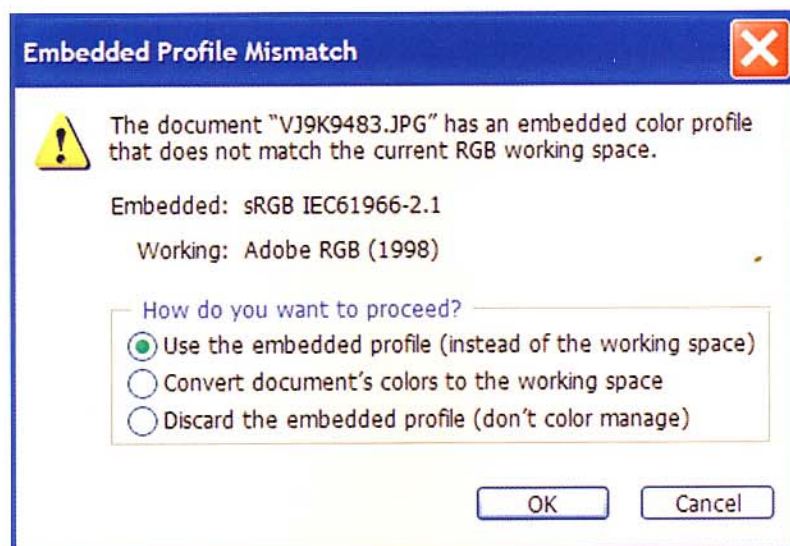 Embedded Profile Mismatch
The document “VJ9K9483.JPG” has an embedded color profile
that does not match the current RGB working space.
Embedded: sRGB IEC61966-2.1
Working: Adobe RGB (1998)
How do you want to proceed?
Use the embedded profile (instead of the working space)
Convert document’s colors to the working space
Discard the embedded profile (don’t color manage)
OK Cancel